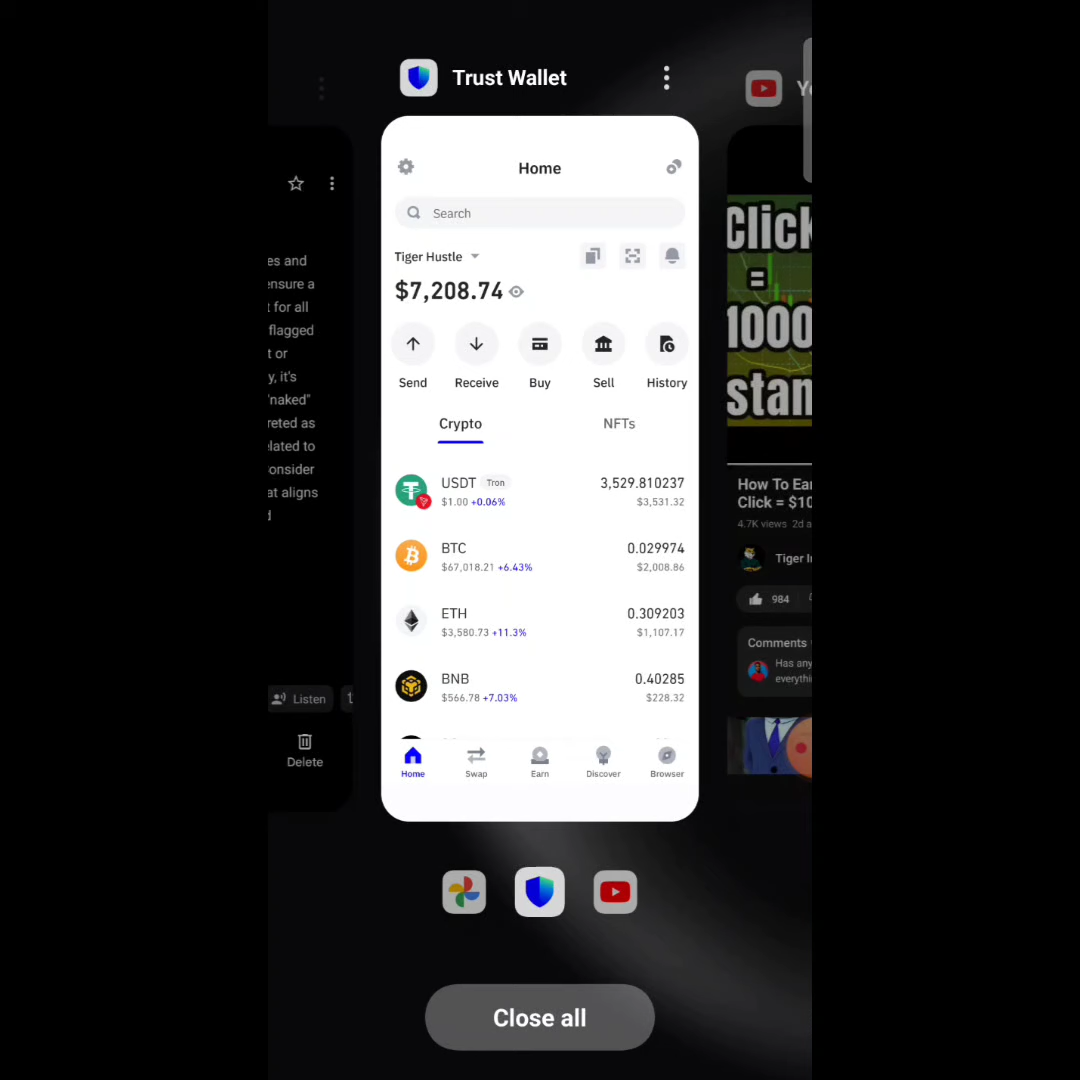 Trust Wallet
Home
Search
Tiger Hustle
$7,208.74
Send Receive Buy Sell History
Crypto NFTs
USDT Tron 3,529.810237
$1.00 +0.06% $3,531.32
BTC 0.029974
$67,018.21 +6.43% $2,008.86
ETH 0.309203
$3,580.73 +11.3% $1,107.17
BNB 0.40285
$566.78 +7.03% $228.32
Home Swap Earn Discover Browser
es and
ensure a
t for all
flagged
t or
y, it's
'naked"
reted as
lated to
onsider
at aligns
d
Listen
Delete
Click
=
1000
stan
How To Ear
Click = $10
4.7K views 2d a
Tiger I
984
Comments
Has any
everythi
Close all